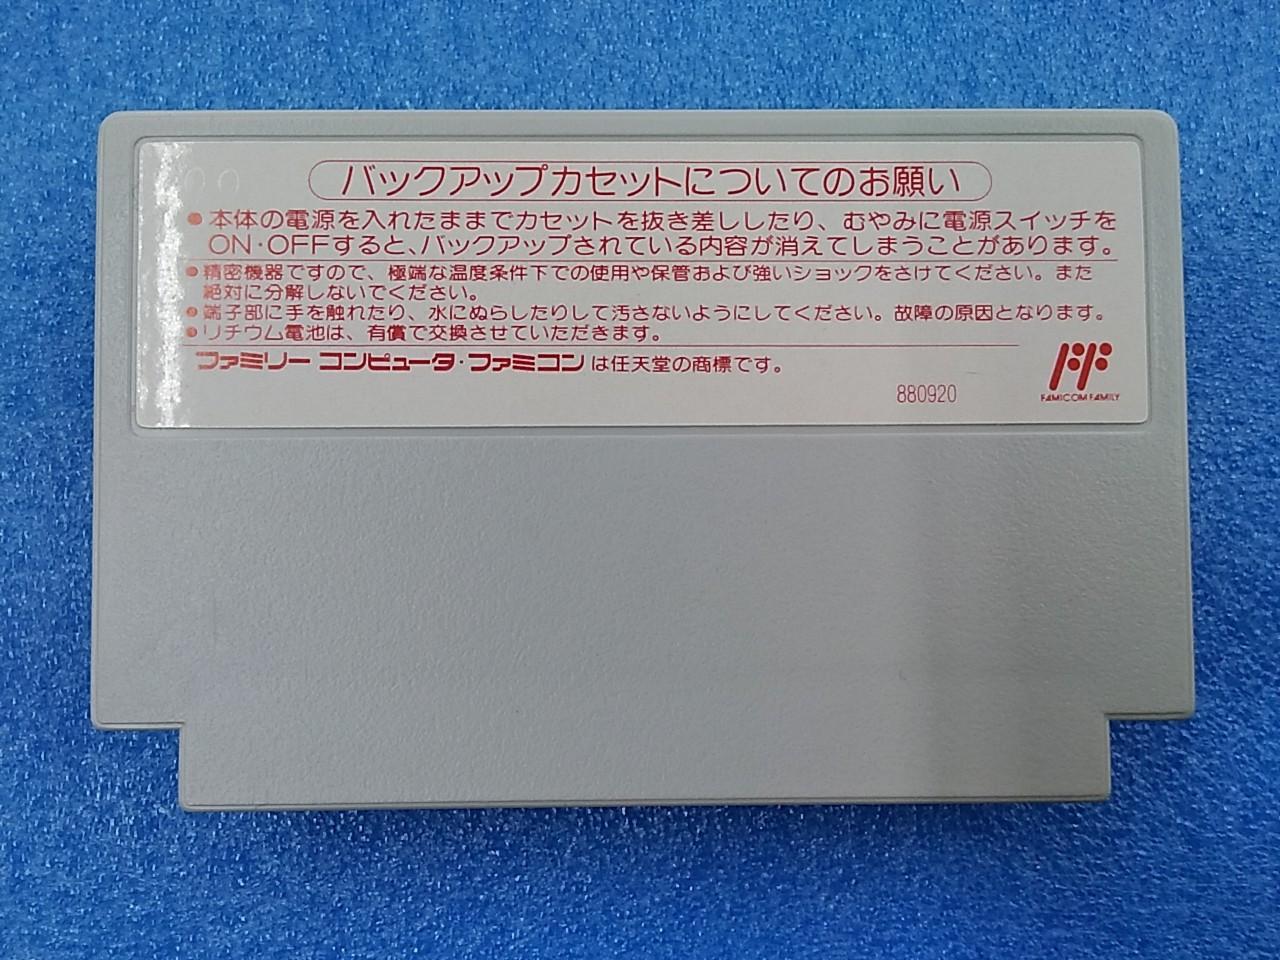 バックアップカセットについてのお願い
●本体の電源を入れたままでカセットを抜き差ししたり、むやみに電源スイッチを
ON・OFFすると、バックアップされている内容が消えてしまうことがあります。
●精密機器ですので、極端な温度条件下での使用や保管および強いショックをさけてください。また
絶対に分解しないでください。
●端子部に手を触れたり、水にぬらしたりして汚さないようにしてください。故障の原因となります。
●リチウム電池は、有償で交換させていただきます。
ファミリーコンピュータ・ファミコンは任天堂の商標です。
880920
FAMICOM FAMILY